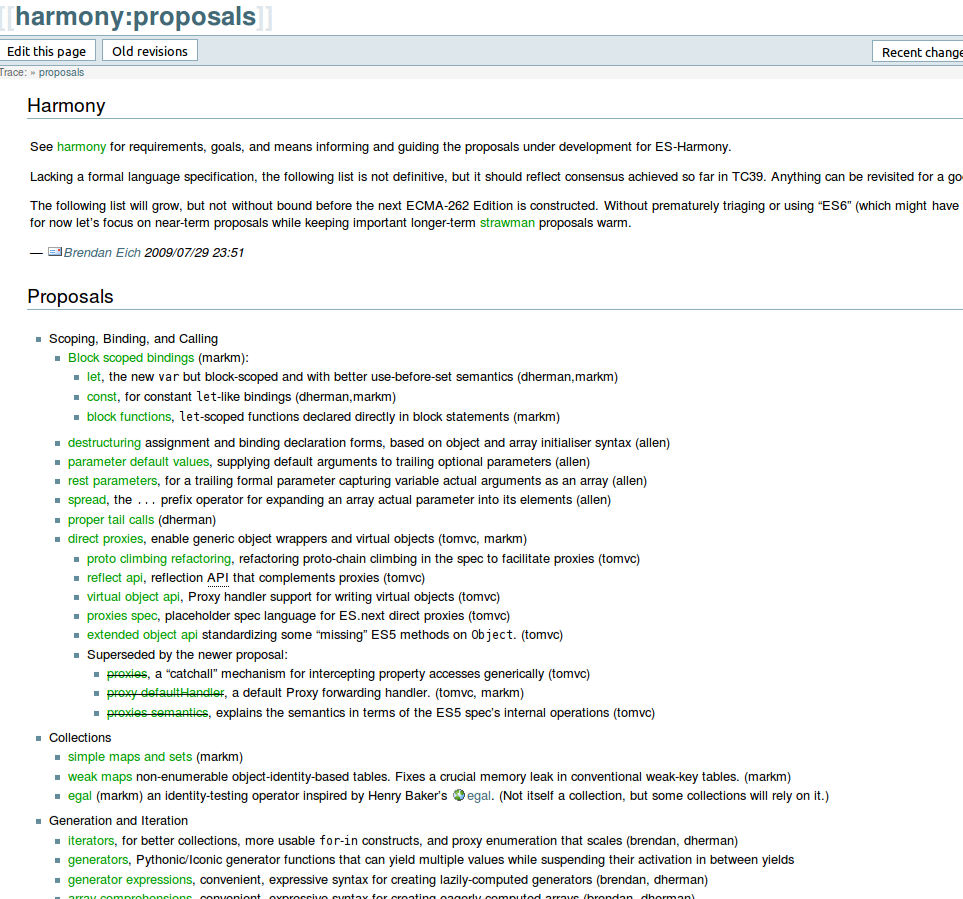 [[harmony:proposals]]
Edit this page Old revisions Recent change
Trace: » proposals
Harmony
See harmony for requirements, goals, and means informing and guiding the proposals under development for ES-Harmony.
Lacking a formal language specification, the following list is not definitive, but it should reflect consensus achieved so far in TC39. Anything can be revisited for a go
The following list will grow, but not without bound before the next ECMA-262 Edition is constructed. Without prematurely triaging or using “ES6” (which might have
for now let’s focus on near-term proposals while keeping important longer-term strawman proposals warm.
— Brendan Eich 2009/07/29 23:51
Proposals
Scoping, Binding, and Calling
Block scoped bindings (markm):
let, the new var but block-scoped and with better use-before-set semantics (dherman,markm)
const, for constant let-like bindings (dherman,markm)
block functions, let-scoped functions declared directly in block statements (markm)
destructuring assignment and binding declaration forms, based on object and array initialiser syntax (allen)
parameter default values, supplying default arguments to trailing optional parameters (allen)
rest parameters, for a trailing formal parameter capturing variable actual arguments as an array (allen)
spread, the ... prefix operator for expanding an array actual parameter into its elements (allen)
proper tail calls (dherman)
direct proxies, enable generic object wrappers and virtual objects (tomvc, markm)
proto climbing refactoring, refactoring proto-chain climbing in the spec to facilitate proxies (tomvc)
reflect api, reflection API that complements proxies (tomvc)
virtual object api, Proxy handler support for writing virtual objects (tomvc)
proxies spec, placeholder spec language for ES.next direct proxies (tomvc)
extended object api standardizing some “missing” ES5 methods on Object. (tomvc)
Superseded by the newer proposal:
proxies, a “catchall” mechanism for intercepting property accesses generically (tomvc)
proxy defaultHandler, a default Proxy forwarding handler. (tomvc, markm)
proxies semantics, explains the semantics in terms of the ES5 spec’s internal operations (tomvc)
Collections
simple maps and sets (markm)
weak maps non-enumerable object-identity-based tables. Fixes a crucial memory leak in conventional weak-key tables. (markm)
egal (markm) an identity-testing operator inspired by Henry Baker’s egal. (Not itself a collection, but some collections will rely on it.)
Generation and Iteration
iterators, for better collections, more usable for-in constructs, and proxy enumeration that scales (brendan, dherman)
generators, Pythonic/Iconic generator functions that can yield multiple values while suspending their activation in between yields
generator expressions, convenient, expressive syntax for creating lazily-computed generators (brendan, dherman)
array comprehensions, convenient, expressive syntax for creating eagerly computed arrays (brendan, dherman)